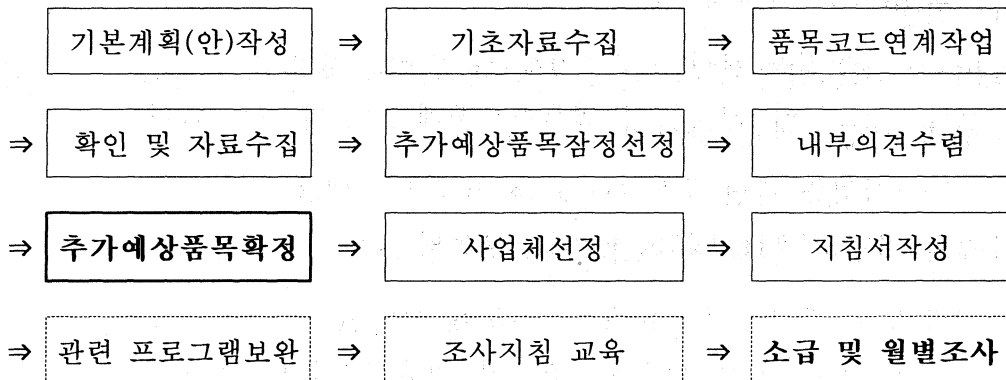 기본계획(안)작성 ⇒ 기초자료수집 ⇒ 품목코드연계작업
⇒ 확인 및 자료수집 ⇒ 추가예상품목잠정선정 ⇒ 내부의견수렴
⇒ 추가예상품목확정 ⇒ 사업체선정 ⇒ 지침서작성
⇒ 관련 프로그램보완 ⇒ 조사지침 교육 ⇒ 소급 및 월별조사